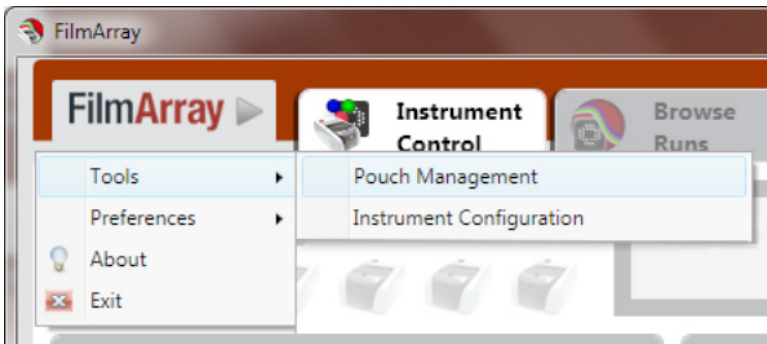 FilmArray
FilmArray
Instrument
Control
Browse
Runs
Tools
Pouch Management
Preferences
Instrument Configuration
About
Exit